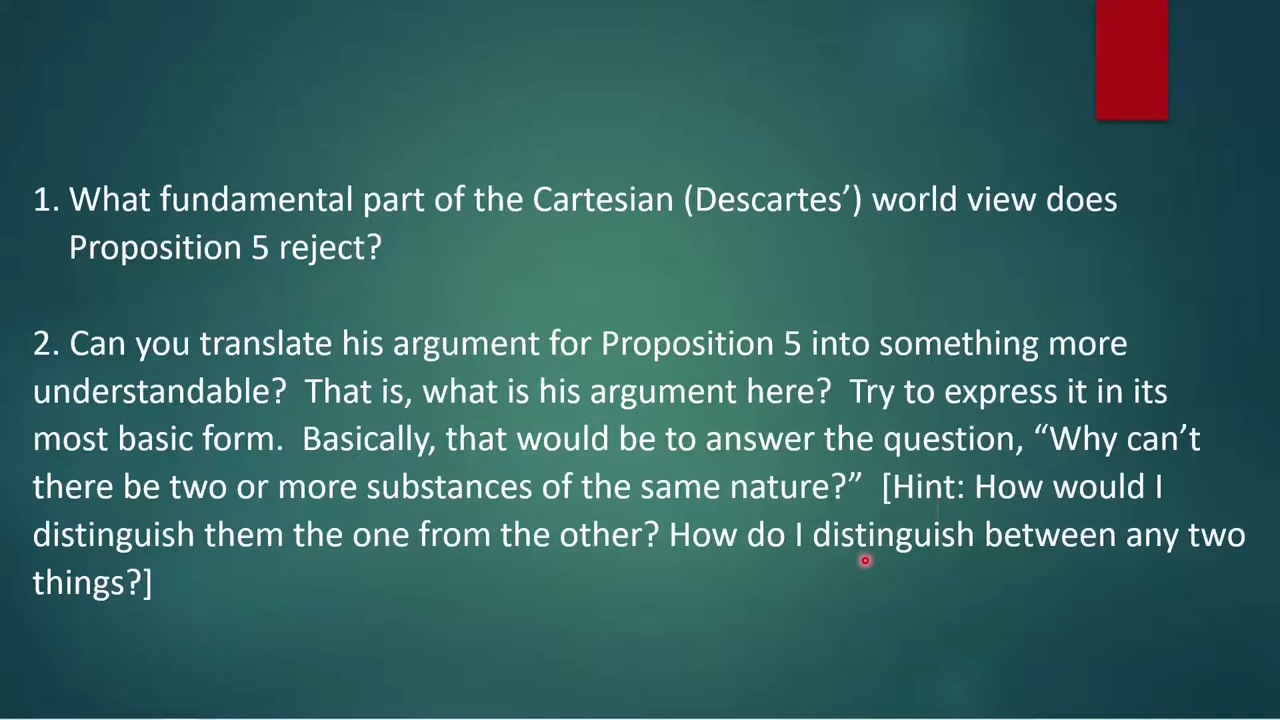 1. What fundamental part of the Cartesian (Descartes’) world view does
Proposition 5 reject?
2. Can you translate his argument for Proposition 5 into something more
understandable?  That is, what is his argument here?  Try to express it in its
most basic form.  Basically, that would be to answer the question, “Why can’t
there be two or more substances of the same nature?”  [Hint: How would I
distinguish them the one from the other? How do I distinguish between any two
things?]